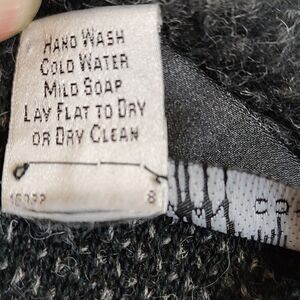 HAND WASH
COLD WATER
MILD SOAP
LAY FLAT TO DRY
OR DRY CLEAN
8